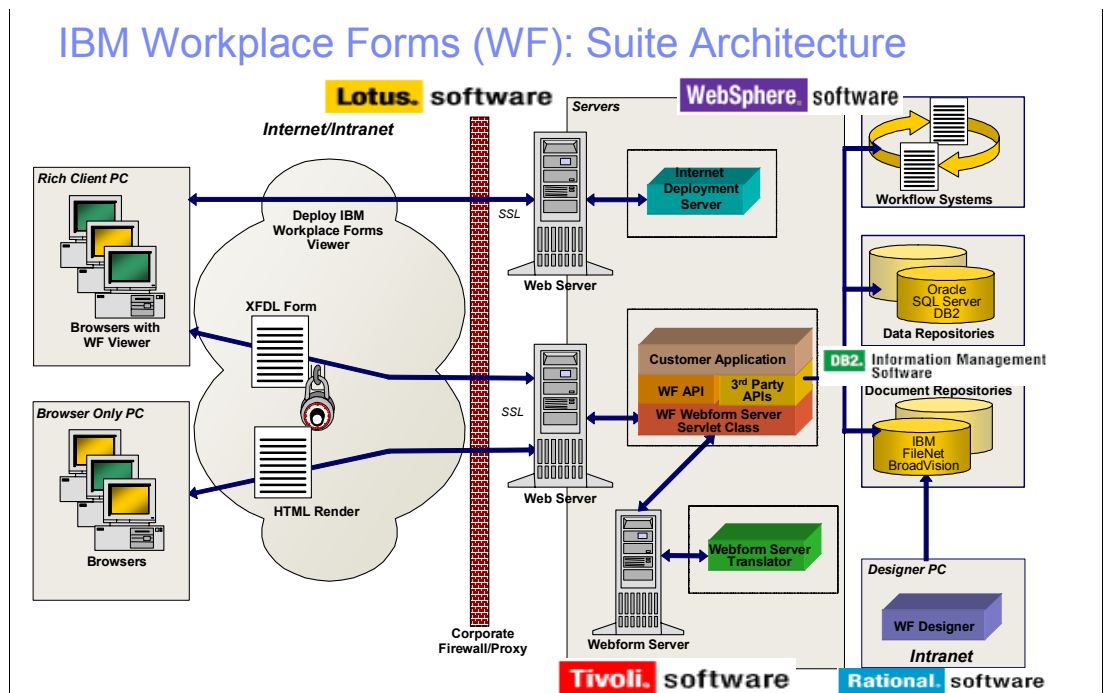 IBM Workplace Forms (WF): Suite Architecture
Lotus. software
WebSphere. software
Servers
Internet/Intranet
Rich Client PC
Browsers with
WF Viewer
Deploy IBM
Workplace Forms
Viewer
SSL
Web Server
Internet
Deployment
Server
Workflow Systems
Oracle
SQL Server
DB2
Data Repositories
XFDL Form
Customer Application
WF API
3rd Party
APIs
WF Webform Server
Servlet Class
DB2. Information Management
Software
Document Repositories
IBM
FileNet
BroadVision
Browser Only PC
Browsers
HTML Render
SSL
Web Server
Webform Server
Translator
Webform Server
Designer PC
WF Designer
Intranet
Corporate
Firewall/Proxy
Tivoli. software
Rational. software